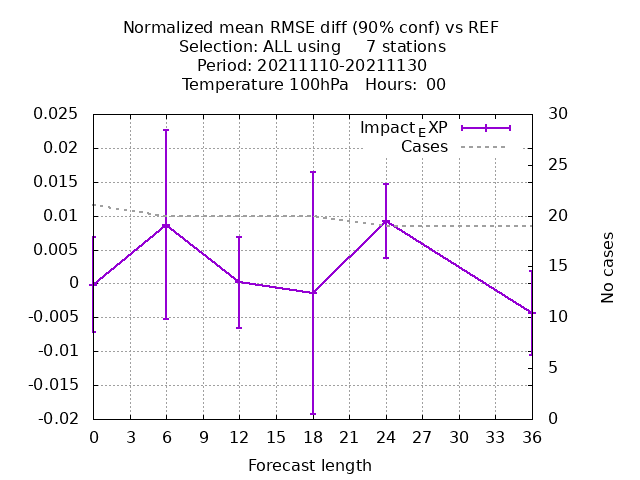 Normalized mean RMSE diff (90% conf) vs REF
Selection: ALL using 7 stations
Period: 20211110-20211130
Temperature 100hPa Hours: 00
Impact_EXP
Cases
0.025
0.02
0.015
0.01
0.005
0
-0.005
-0.01
-0.015
-0.02
30
25
20
15
10
5
0
No cases
0 3 6 9 12 15 18 21 24 27 30 33 36
Forecast length